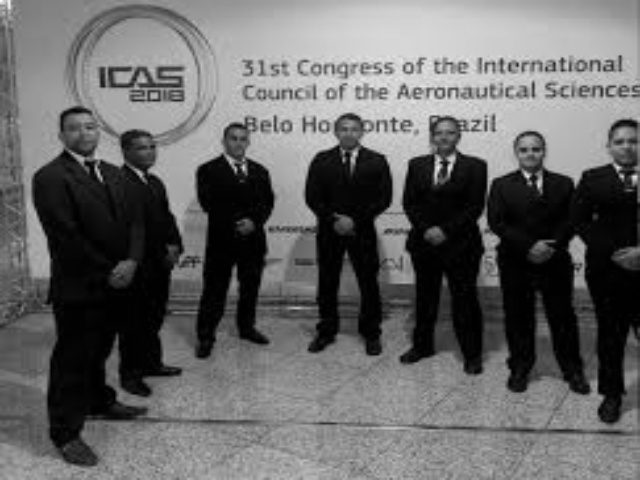 ICAS
2018
31st Congress of the International
Council of the Aeronautical Sciences
Belo Horizonte, Brazil